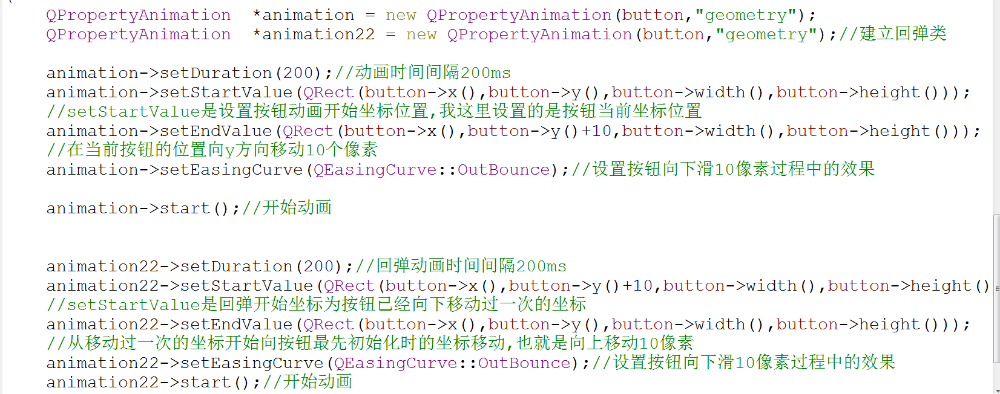 QPropertyAnimation  *animation = new QPropertyAnimation(button,"geometry");
QPropertyAnimation  *animation22 = new QPropertyAnimation(button,"geometry");//建立回弹类
animation->setDuration(200);//动画时间间隔200ms
animation->setStartValue(QRect(button->x(),button->y(),button->width(),button->height()));
//setStartValue是设置按钮动画开始坐标位置,我这里设置的是按钮当前坐标位置
animation->setEndValue(QRect(button->x(),button->y()+10,button->width(),button->height()));
//在当前按钮的位置向y方向移动10个像素
animation->setEasingCurve(QEasingCurve::OutBounce);//设置按钮向下滑10像素过程中的效果
animation->start();//开始动画
animation22->setDuration(200);//回弹动画时间间隔200ms
animation22->setStartValue(QRect(button->x(),button->y()+10,button->width(),button->height()
//setStartValue是回弹开始坐标为按钮已经向下移动过一次的坐标
animation22->setEndValue(QRect(button->x(),button->y(),button->width(),button->height()));
//从移动过一次的坐标开始向按钮最先初始化时的坐标移动,也就是向上移动10像素
animation22->setEasingCurve(QEasingCurve::OutBounce);//设置按钮向下滑10像素过程中的效果
animation22->start();//开始动画